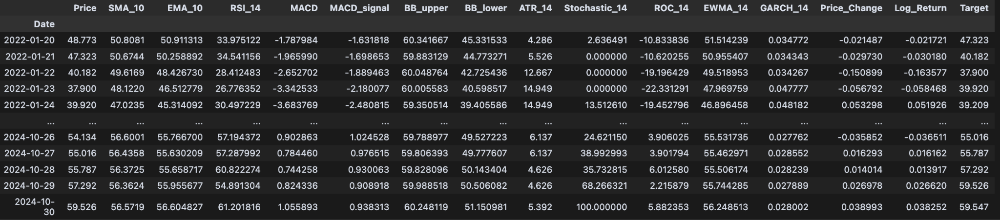 Price SMA_10 EMA_10 RSI_14 MACD MACD_signal BB_upper BB_lower ATR_14 Stochastic_14 ROC_14 EWMA_14 GARCH_14 Price_Change Log_Return Target
Date
2022-01-20 48.773 50.8081 50.911313 33.975122 -1.787984 -1.631818 60.341667 45.331533 4.286 2.636491 -10.833836 51.514239 0.034772 -0.021487 -0.021721 47.323
2022-01-21 47.323 50.6744 50.258892 34.541156 -1.965990 -1.698653 59.883129 44.773271 5.526 0.000000 -10.620255 50.955407 0.034343 -0.029730 -0.030180 40.182
2022-01-22 40.182 49.6169 48.426730 28.412483 -2.652702 -1.889463 60.048764 42.725436 12.667 0.000000 -19.196429 49.518953 0.034267 -0.150899 -0.163577 37.900
2022-01-23 37.900 48.1220 46.512779 26.776352 -3.342533 -2.180077 60.005583 40.598517 14.949 0.000000 -22.331291 47.969759 0.047777 -0.056792 -0.058468 39.920
2022-01-24 39.920 47.0235 45.314092 30.497229 -3.683769 -2.480815 59.350514 39.405586 14.949 13.512610 -19.452796 46.896458 0.048182 0.053298 0.051926 39.209
... ... ... ... ... ... ... ... ... ... ... ... ... ... ... ... ...
2024-10-26 54.134 56.6001 55.766700 57.194372 0.902863 1.024528 59.788977 49.527223 6.137 24.621150 3.906025 55.531735 0.027762 -0.035852 -0.036511 55.016
2024-10-27 55.016 56.4358 55.630209 57.287992 0.784460 0.976515 59.806393 49.777607 6.137 38.992993 3.901794 55.462971 0.028552 0.016293 0.016162 55.787
2024-10-28 55.787 56.3725 55.658717 60.822274 0.744258 0.930063 59.828096 50.143404 4.626 35.732815 6.012580 55.506174 0.028239 0.014014 0.013917 57.292
2024-10-29 57.292 56.3624 55.955677 54.891304 0.824336 0.908918 59.988518 50.506082 4.626 68.266321 2.215879 55.744285 0.027889 0.026978 0.026620 59.526
2024-10-
30 59.526 56.5719 56.604827 61.201816 1.055893 0.938313 60.248119 51.150981 5.392 100.000000 5.882353 56.248513 0.028002 0.038993 0.038252 59.547